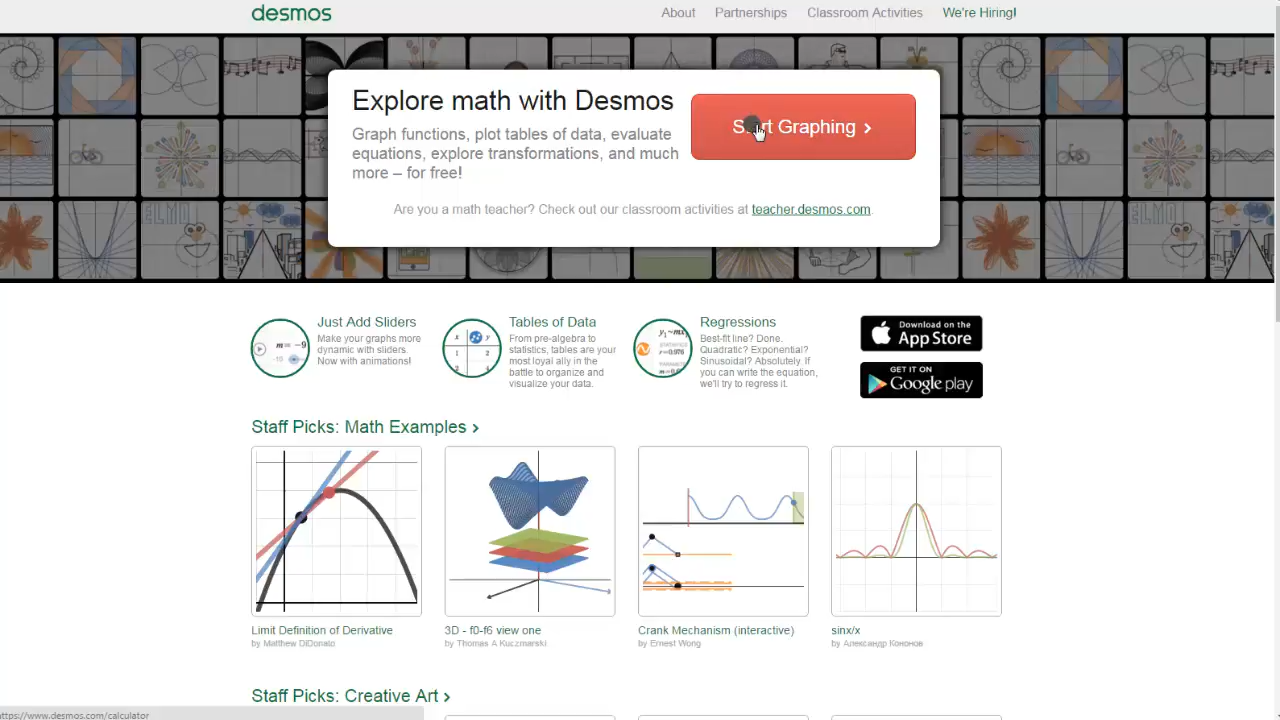 desmos
About Partnerships Classroom Activities We're Hiring!
Explore math with Desmos
Graph functions, plot tables of data, evaluate
equations, explore transformations, and much
more – for free!
Start Graphing ›
Are you a math teacher? Check out our classroom activities at teacher.desmos.com.
Just Add Sliders
Make your graphs more
dynamic with sliders.
Now with animations!
Tables of Data
From pre-algebra to
statistics, tables are your
most loyal ally in the
battle to organize and
visualize your data.
Regressions
Best-fit line? Done.
Quadratic? Exponential?
Sinusoidal? Absolutely. If
you can write the equation,
we'll try to regress it.
Download on the
App Store
GET IT ON
Google play
Staff Picks: Math Examples ›
Limit Definition of Derivative
by Matthew DiDonato
3D - f0-f6 view one
by Thomas A Kuczmarski
Crank Mechanism (interactive)
by Ernest Wong
sinx/x
by Александр Кононов
Staff Picks: Creative Art ›
https://www.desmos.com/calculator